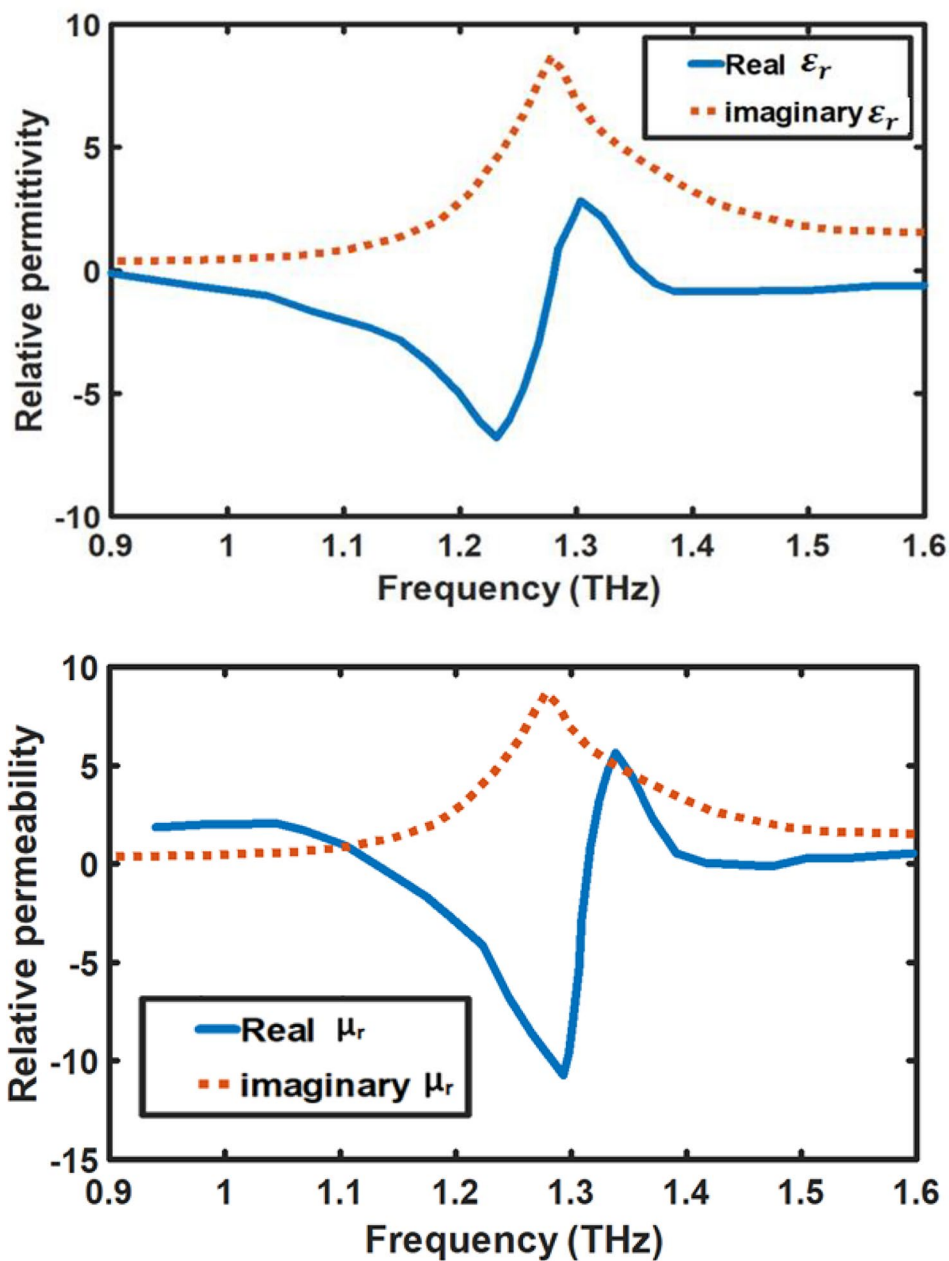 10
5
0
-5
-10
Relative permittivity
Real εr
imaginary εr
0.9 1 1.1 1.2 1.3 1.4 1.5 1.6
Frequency (THz)
10
5
0
-5
-10
-15
Relative permeability
Real μr
imaginary μr
0.9 1 1.1 1.2 1.3 1.4 1.5 1.6
Frequency (THz)